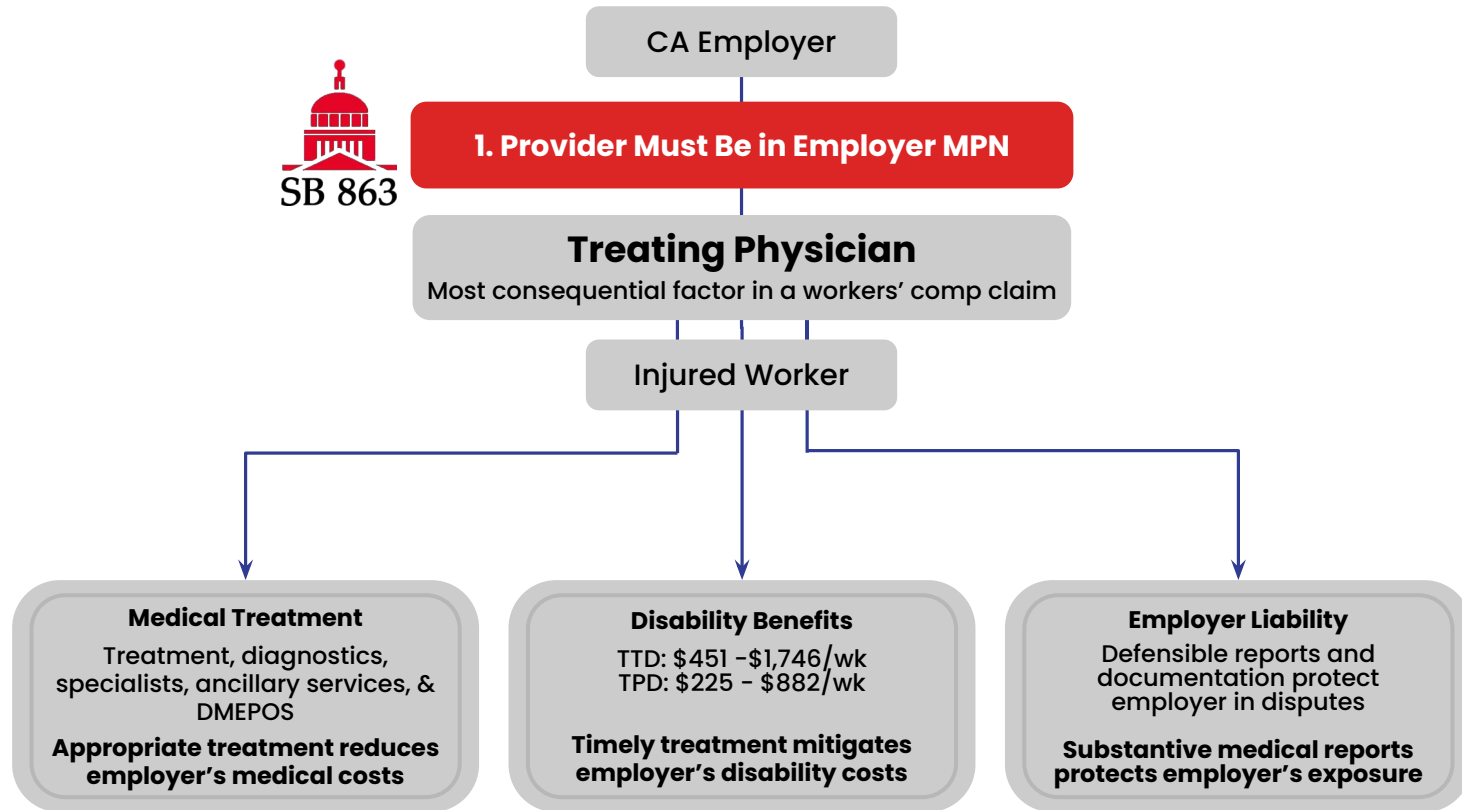 CA Employer
SB 863
1. Provider Must Be in Employer MPN
Treating Physician
Most consequential factor in a workers’ comp claim
Injured Worker
Medical Treatment
Treatment, diagnostics,
specialists, ancillary services, &
DMEPOS
Appropriate treatment reduces
employer’s medical costs
Disability Benefits
TTD: $451 -$1,746/wk
TPD: $225 - $882/wk
Timely treatment mitigates
employer’s disability costs
Employer Liability
Defensible reports and
documentation protect
employer in disputes
Substantive medical reports
protects employer’s exposure